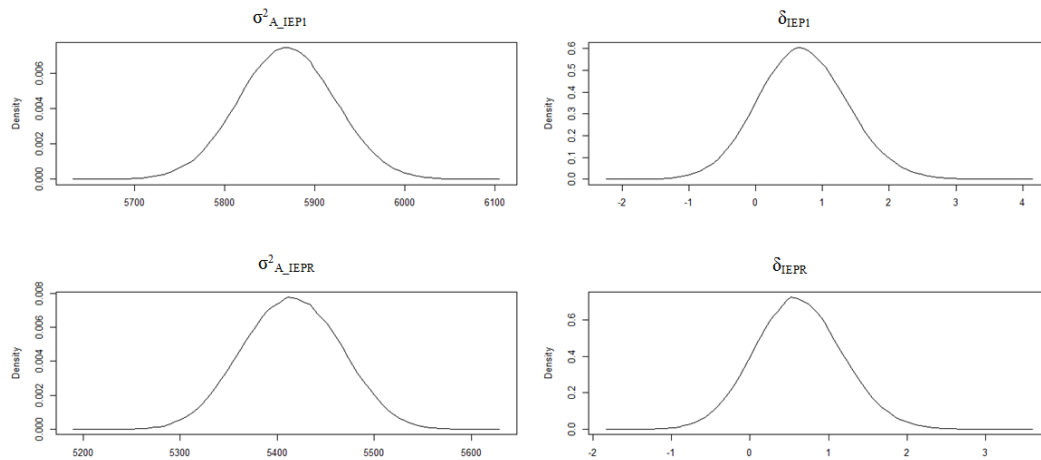 σ²A_IEP1
δIEP1
Density
0.000 0.002 0.004 0.006
5700 5800 5900 6000 6100
Density
0.0 0.1 0.2 0.3 0.4 0.5 0.6
-2 -1 0 1 2 3 4
σ²A_IEPR
δIEPR
Density
0.000 0.002 0.004 0.006 0.008
5200 5300 5400 5500 5600
Density
0.0 0.2 0.4 0.6
-2 -1 0 1 2 3